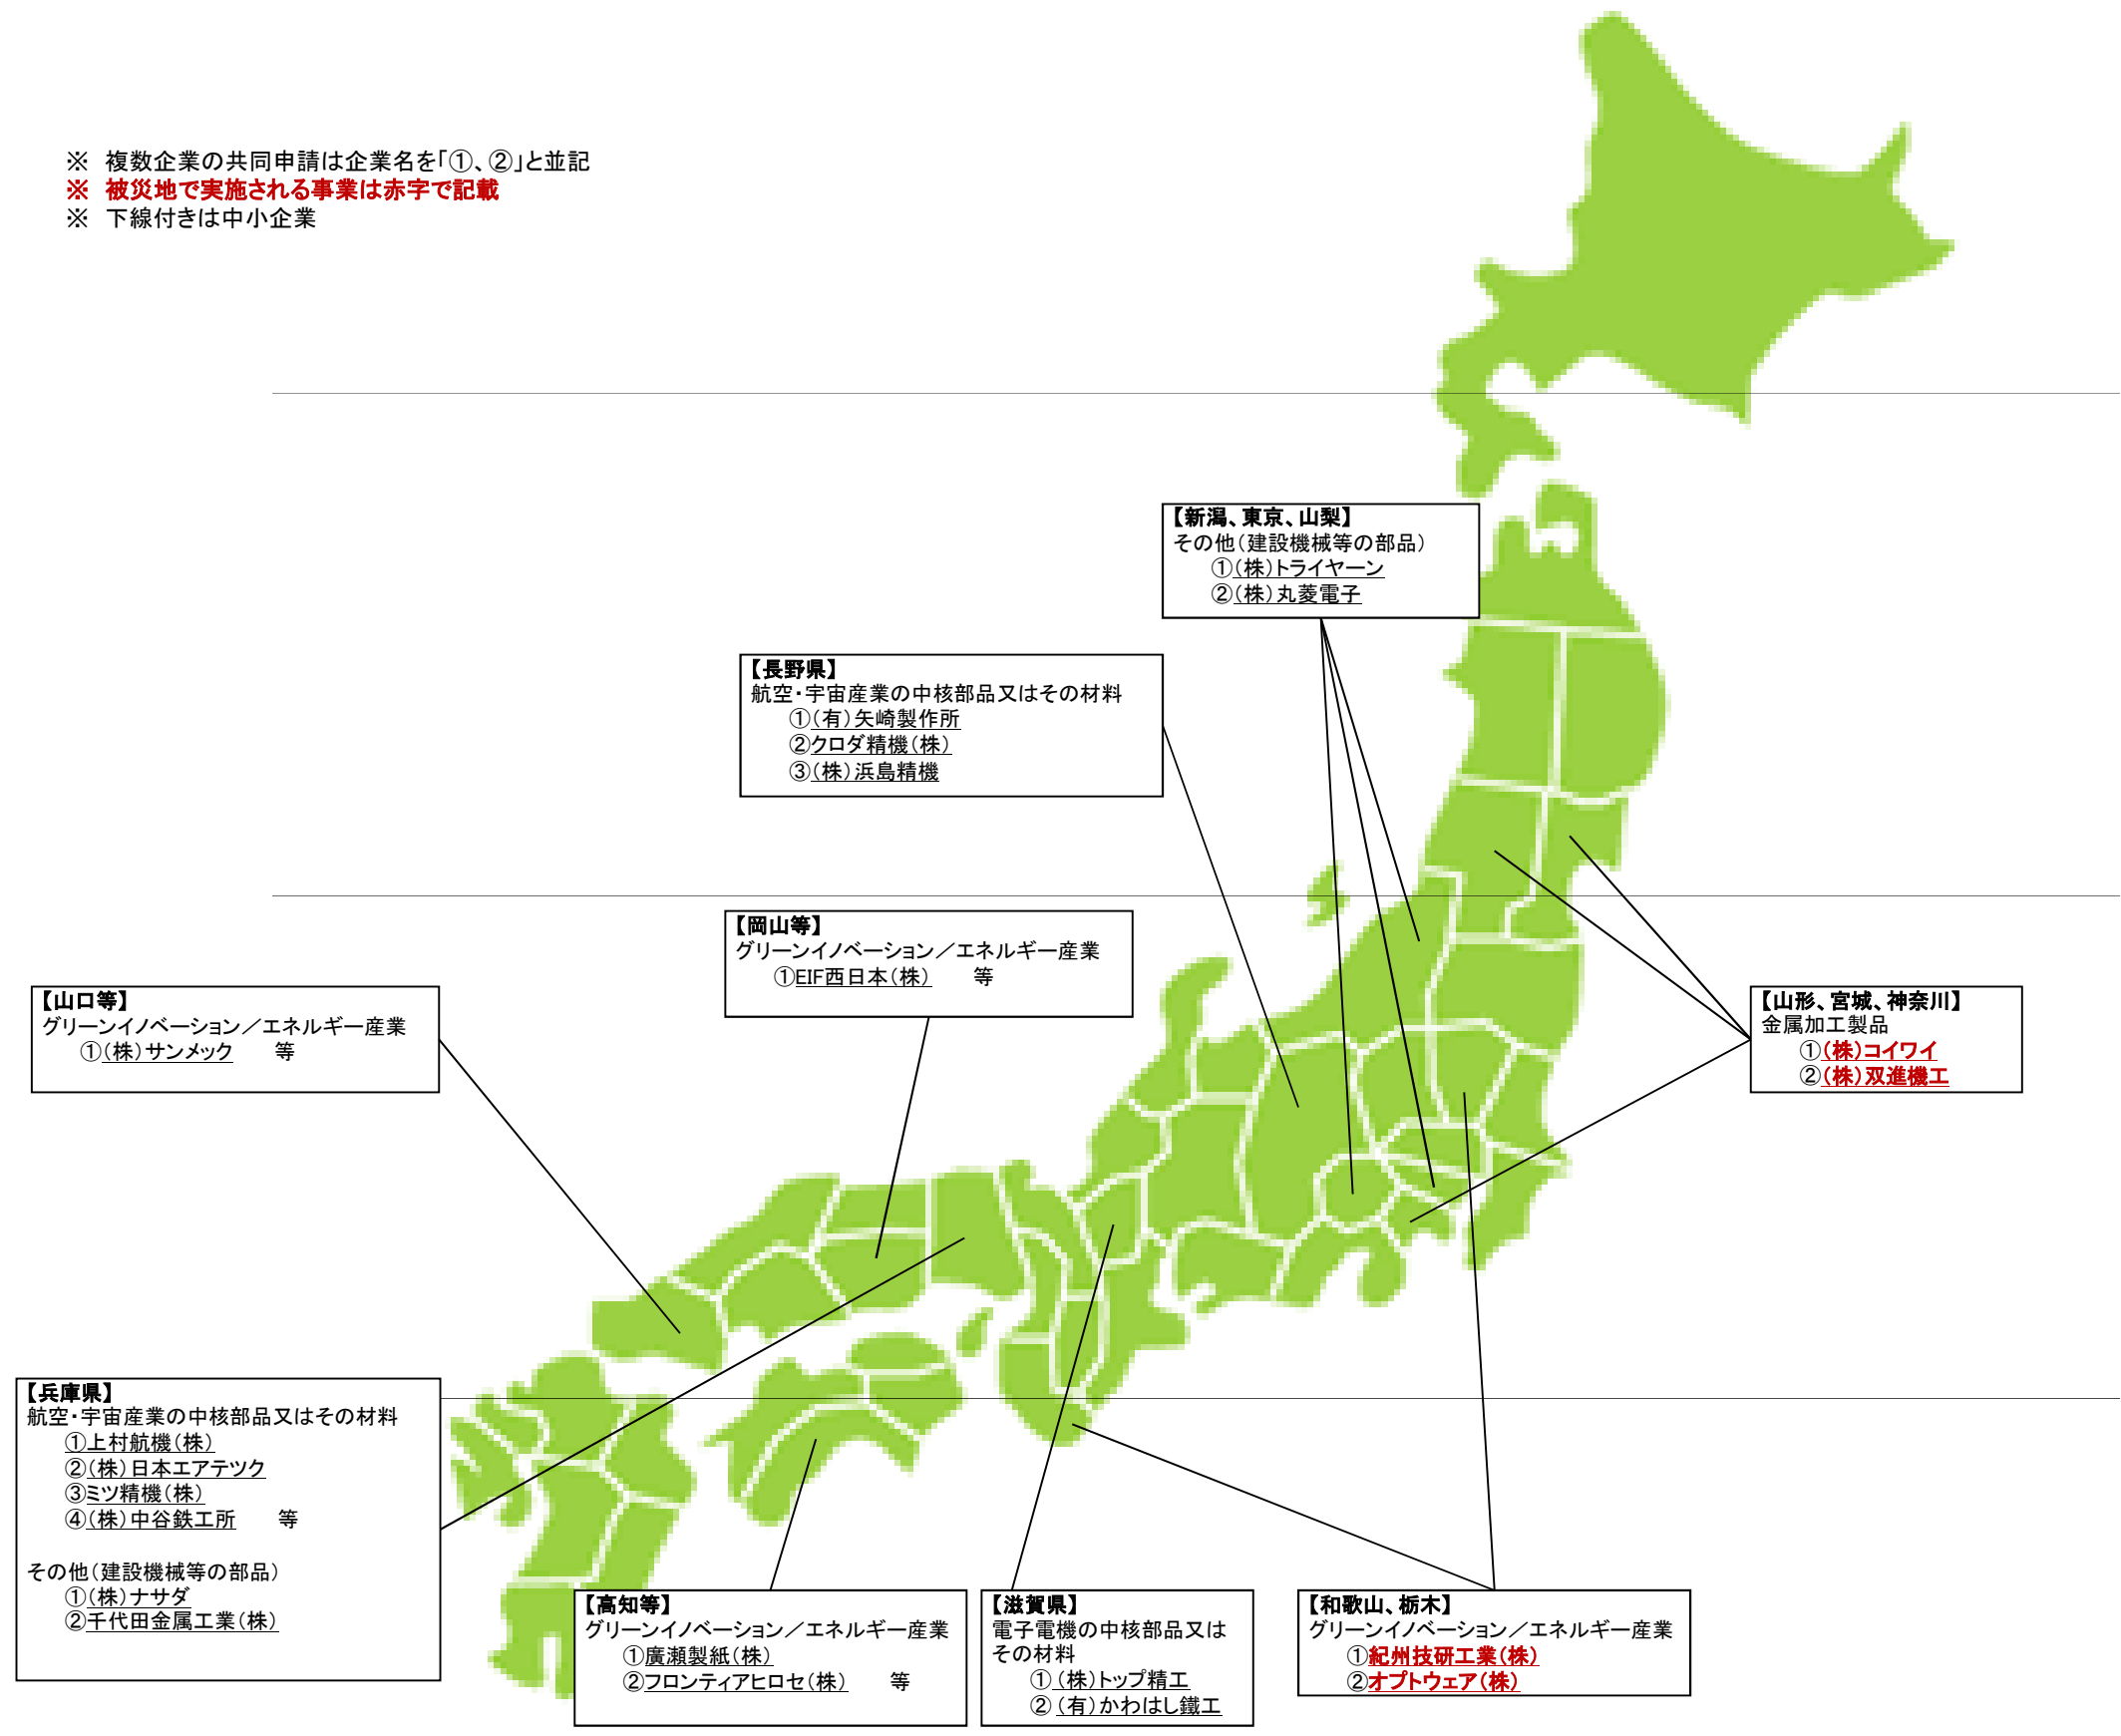 ※　複数企業の共同申請は企業名を｢①、②｣と並記
※　被災地で実施される事業は赤字で記載
※　下線付きは中小企業
【新潟、東京、山梨】
その他（建設機械等の部品）
①（株）トライヤーン
②（株）丸菱電子
【長野県】
航空・宇宙産業の中核部品又はその材料
①（有）矢崎製作所
②クロダ精機（株）
③（株）浜島精機
【岡山等】
グリーンイノベーション／エネルギー産業
①EIF西日本（株）　　等
【山口等】
グリーンイノベーション／エネルギー産業
①（株）サンメック　　等
【山形、宮城、神奈川】
金属加工製品
①（株）コイワイ
②（株）双進機工
【兵庫県】
航空・宇宙産業の中核部品又はその材料
①上村航機（株）
②（株）日本エアテツク
③ミツ精機（株）
④（株）中谷鉄工所　　等
その他（建設機械等の部品）
①（株）ナサダ
②千代田金属工業（株）
【高知等】
グリーンイノベーション／エネルギー産業
①廣瀬製紙（株）
②フロンティアヒロセ（株）　　等
【滋賀県】
電子電機の中核部品又は
その材料
①（株）トップ精工
②（有）かわはし鐵工
【和歌山、栃木】
グリーンイノベーション／エネルギー産業
①紀州技研工業（株）
②オプトウェア（株）